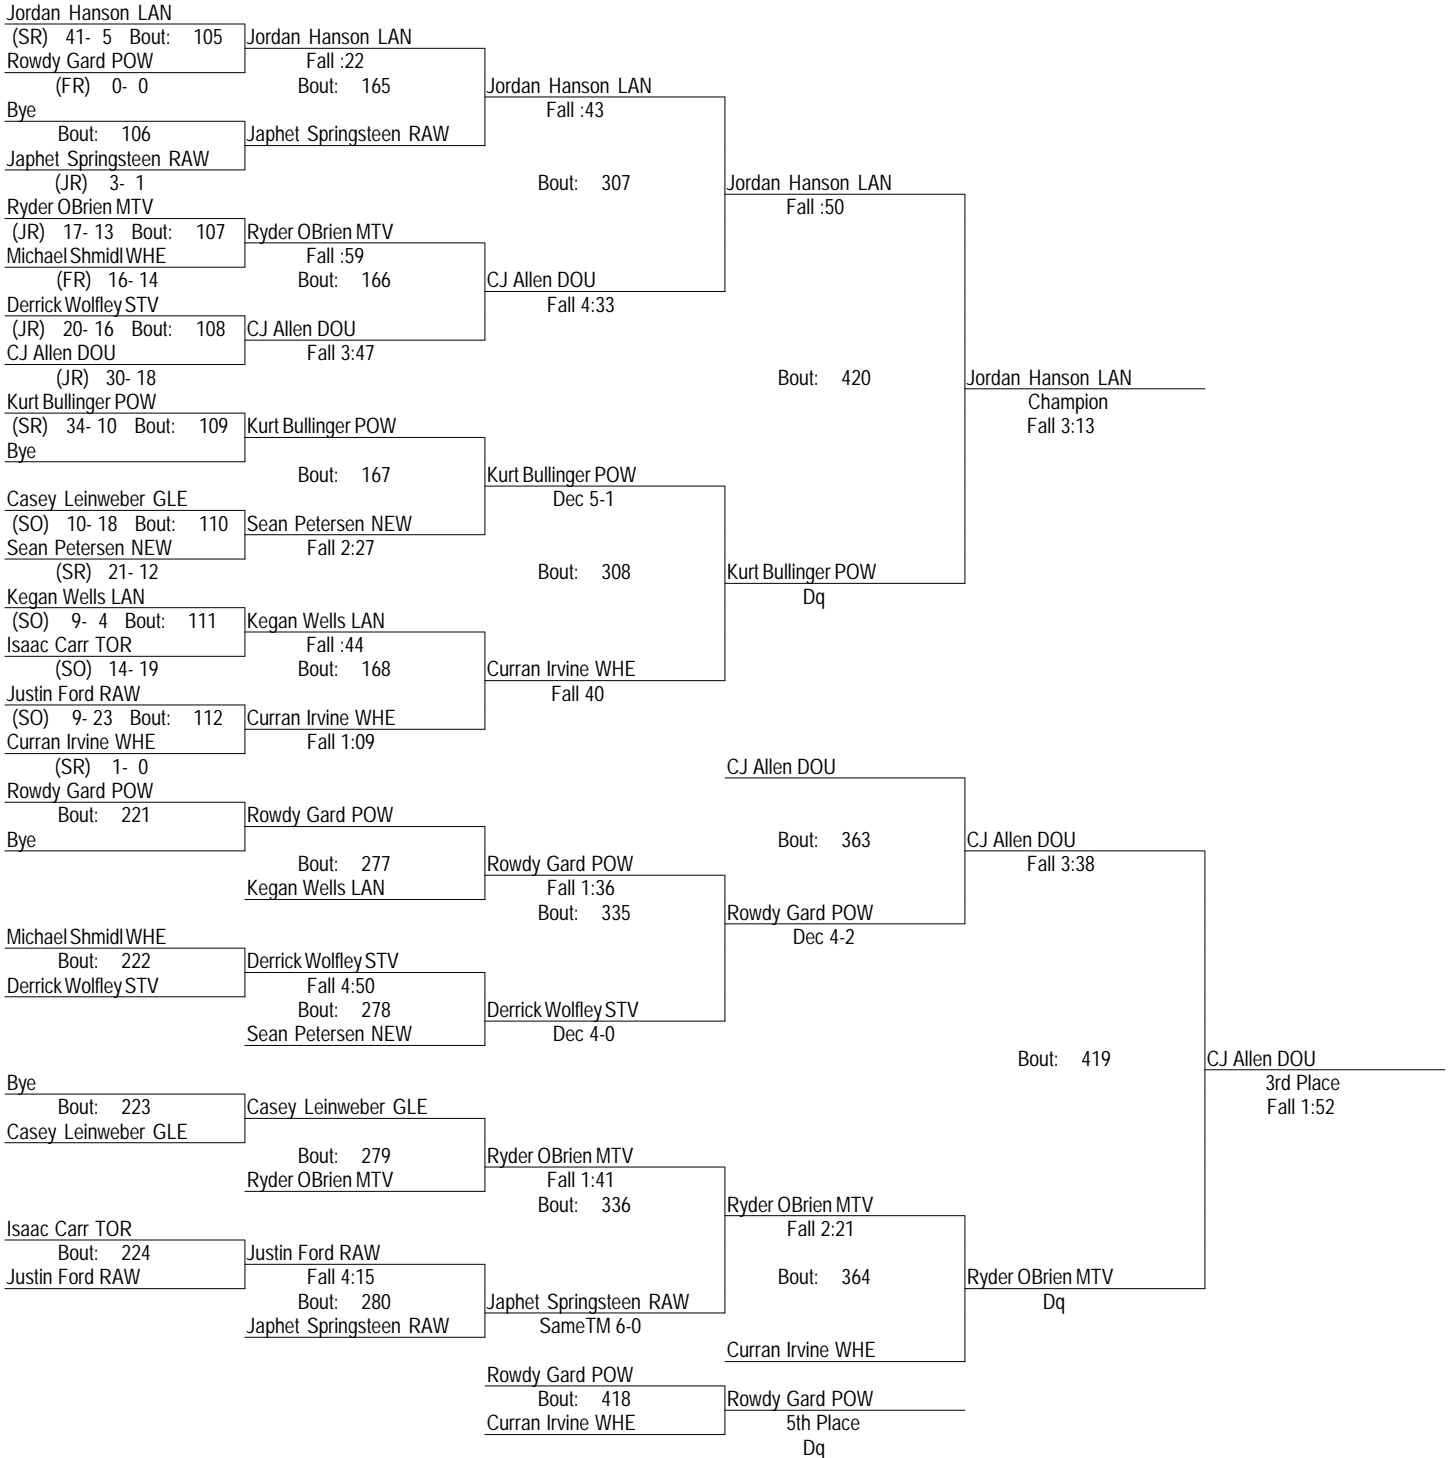 Jordan Hanson LAN
(SR) 41- 5 Bout: 105 Jordan Hanson LAN
Rowdy Gard POW Fall :22
(FR) 0- 0 Bout: 165 Jordan Hanson LAN
Bye Fall :43
Bout: 106 Japhet Springsteen RAW
Japhet Springsteen RAW
(JR) 3- 1 Bout: 307 Jordan Hanson LAN
Ryder OBrien MTV Fall :50
(JR) 17- 13 Bout: 107 Ryder OBrien MTV
Michael Shmidl WHE Fall :59
(FR) 16- 14 Bout: 166 CJ Allen DOU
Derrick Wolfley STV Fall 4:33
(JR) 20- 16 Bout: 108 CJ Allen DOU
CJ Allen DOU Fall 3:47
(JR) 30- 18 Bout: 420 Jordan Hanson LAN
Kurt Bullinger POW Champion
(SR) 34- 10 Bout: 109 Kurt Bullinger POW Fall 3:13
Bye
Bout: 167 Kurt Bullinger POW
Casey Leinweber GLE Dec 5-1
(SO) 10- 18 Bout: 110 Sean Petersen NEW
Sean Petersen NEW Fall 2:27
(SR) 21- 12 Bout: 308 Kurt Bullinger POW
Kegan Wells LAN Dq
(SO) 9- 4 Bout: 111 Kegan Wells LAN
Isaac Carr TOR Fall :44
(SO) 14- 19 Bout: 168 Curran Irvine WHE
Justin Ford RAW Fall 40
(SO) 9- 23 Bout: 112 Curran Irvine WHE
Curran Irvine WHE Fall 1:09
(SR) 1- 0 CJ Allen DOU
Rowdy Gard POW
Bout: 221 Rowdy Gard POW
Bye Bout: 363 CJ Allen DOU
Bout: 277 Rowdy Gard POW Fall 3:38
Kegan Wells LAN Fall 1:36
Bout: 335 Rowdy Gard POW
Michael Shmidl WHE Dec 4-2
Bout: 222 Derrick Wolfley STV
Derrick Wolfley STV Fall 4:50
Bout: 278 Derrick Wolfley STV
Sean Petersen NEW Dec 4-0
Bout: 419 CJ Allen DOU
Bye 3rd Place
Bout: 223 Casey Leinweber GLE Fall 1:52
Casey Leinweber GLE
Bout: 279 Ryder OBrien MTV
Ryder OBrien MTV Fall 1:41
Bout: 336 Ryder OBrien MTV
Isaac Carr TOR Fall 2:21
Bout: 224 Justin Ford RAW
Justin Ford RAW Fall 4:15 Bout: 364 Ryder OBrien MTV
Bout: 280 Japhet Springsteen RAW Dq
Japhet Springsteen RAW SameTM 6-0
Curran Irvine WHE
Rowdy Gard POW
Bout: 418 Rowdy Gard POW
Curran Irvine WHE 5th Place
Dq